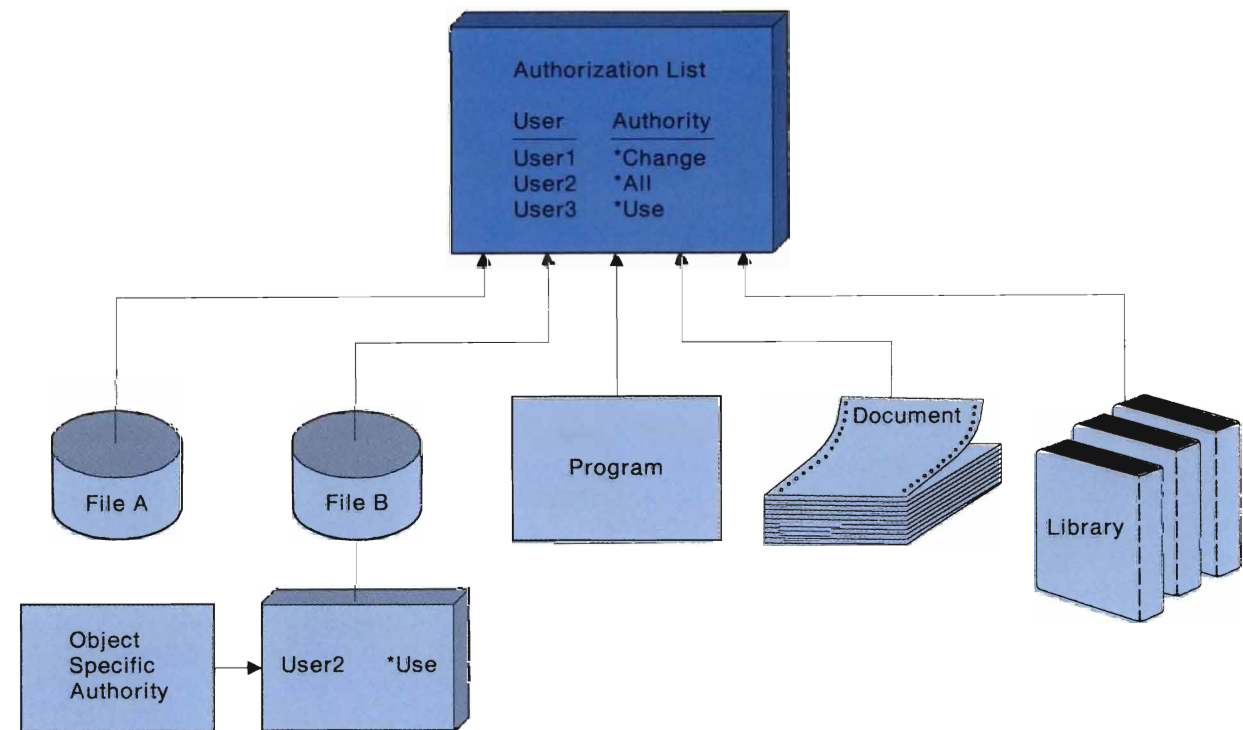 Authorization List
User Authority
User1 *Change
User2 *All
User3 *Use
File A
File B
Program
Document
Library
Object
Specific
Authority
User2 *Use